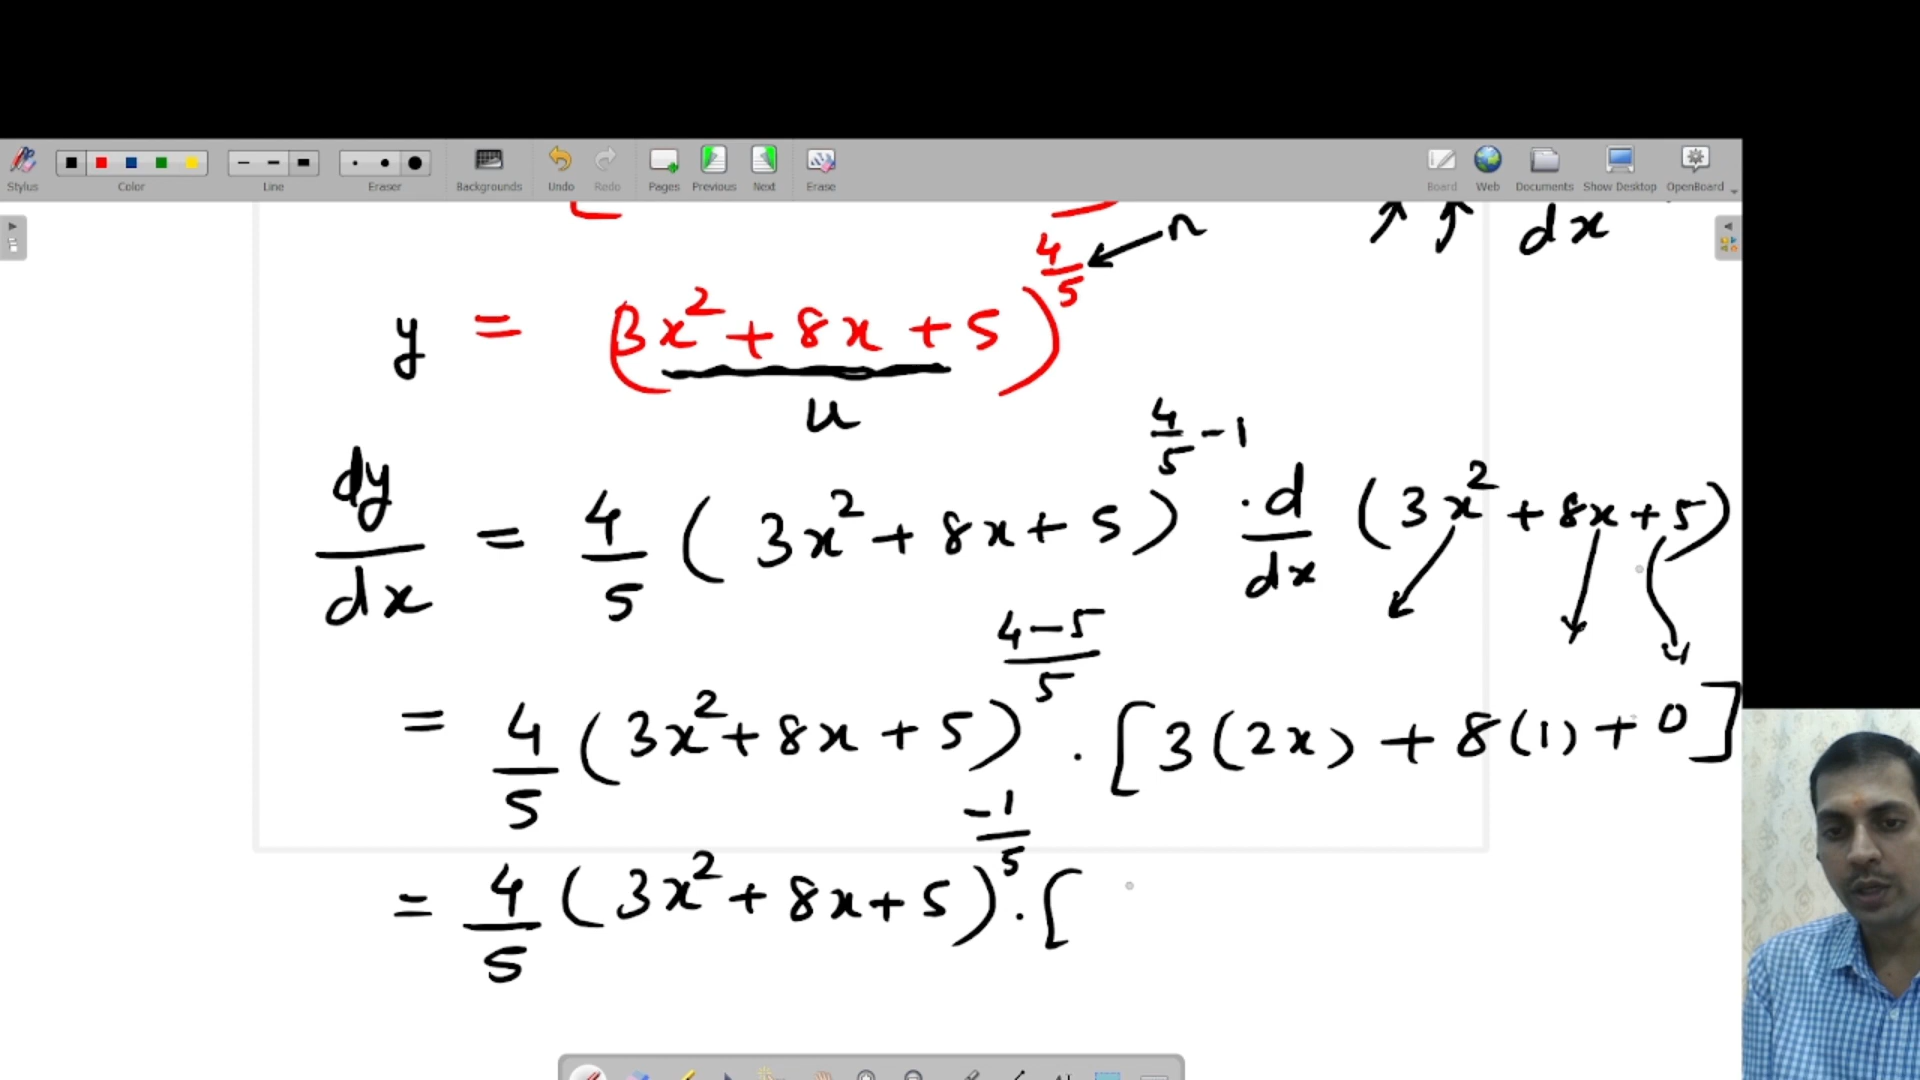 Stylus Color Line Eraser Backgrounds Undo Redo Pages Previous Next Erase Board Web Documents Show Desktop OpenBoard
dx
n
y = (3x²+8x+5)^(4/5)
u
dy/dx = 4/5 (3x²+8x+5)^(4/5-1) · d/dx (3x²+8x+5)
= 4/5 (3x²+8x+5)^((4-5)/5) · [3(2x)+8(1)+0]
= 4/5 (3x²+8x+5)^(-1/5) · [